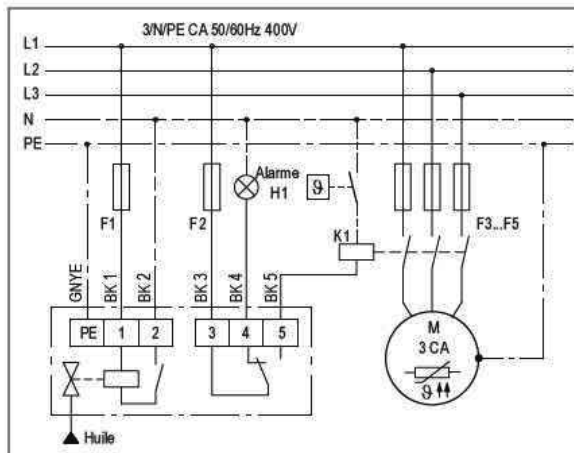 3/N/PE CA 50/60Hz 400V
L1
L2
L3
N
PE
Alarme
H1
ϑ
F1
F2
F3...F5
K1
GNYE
BK 1
BK 2
BK 3
BK 4
BK 5
PE 1 2
3 4 5
M
3 CA
ϑ
Huile